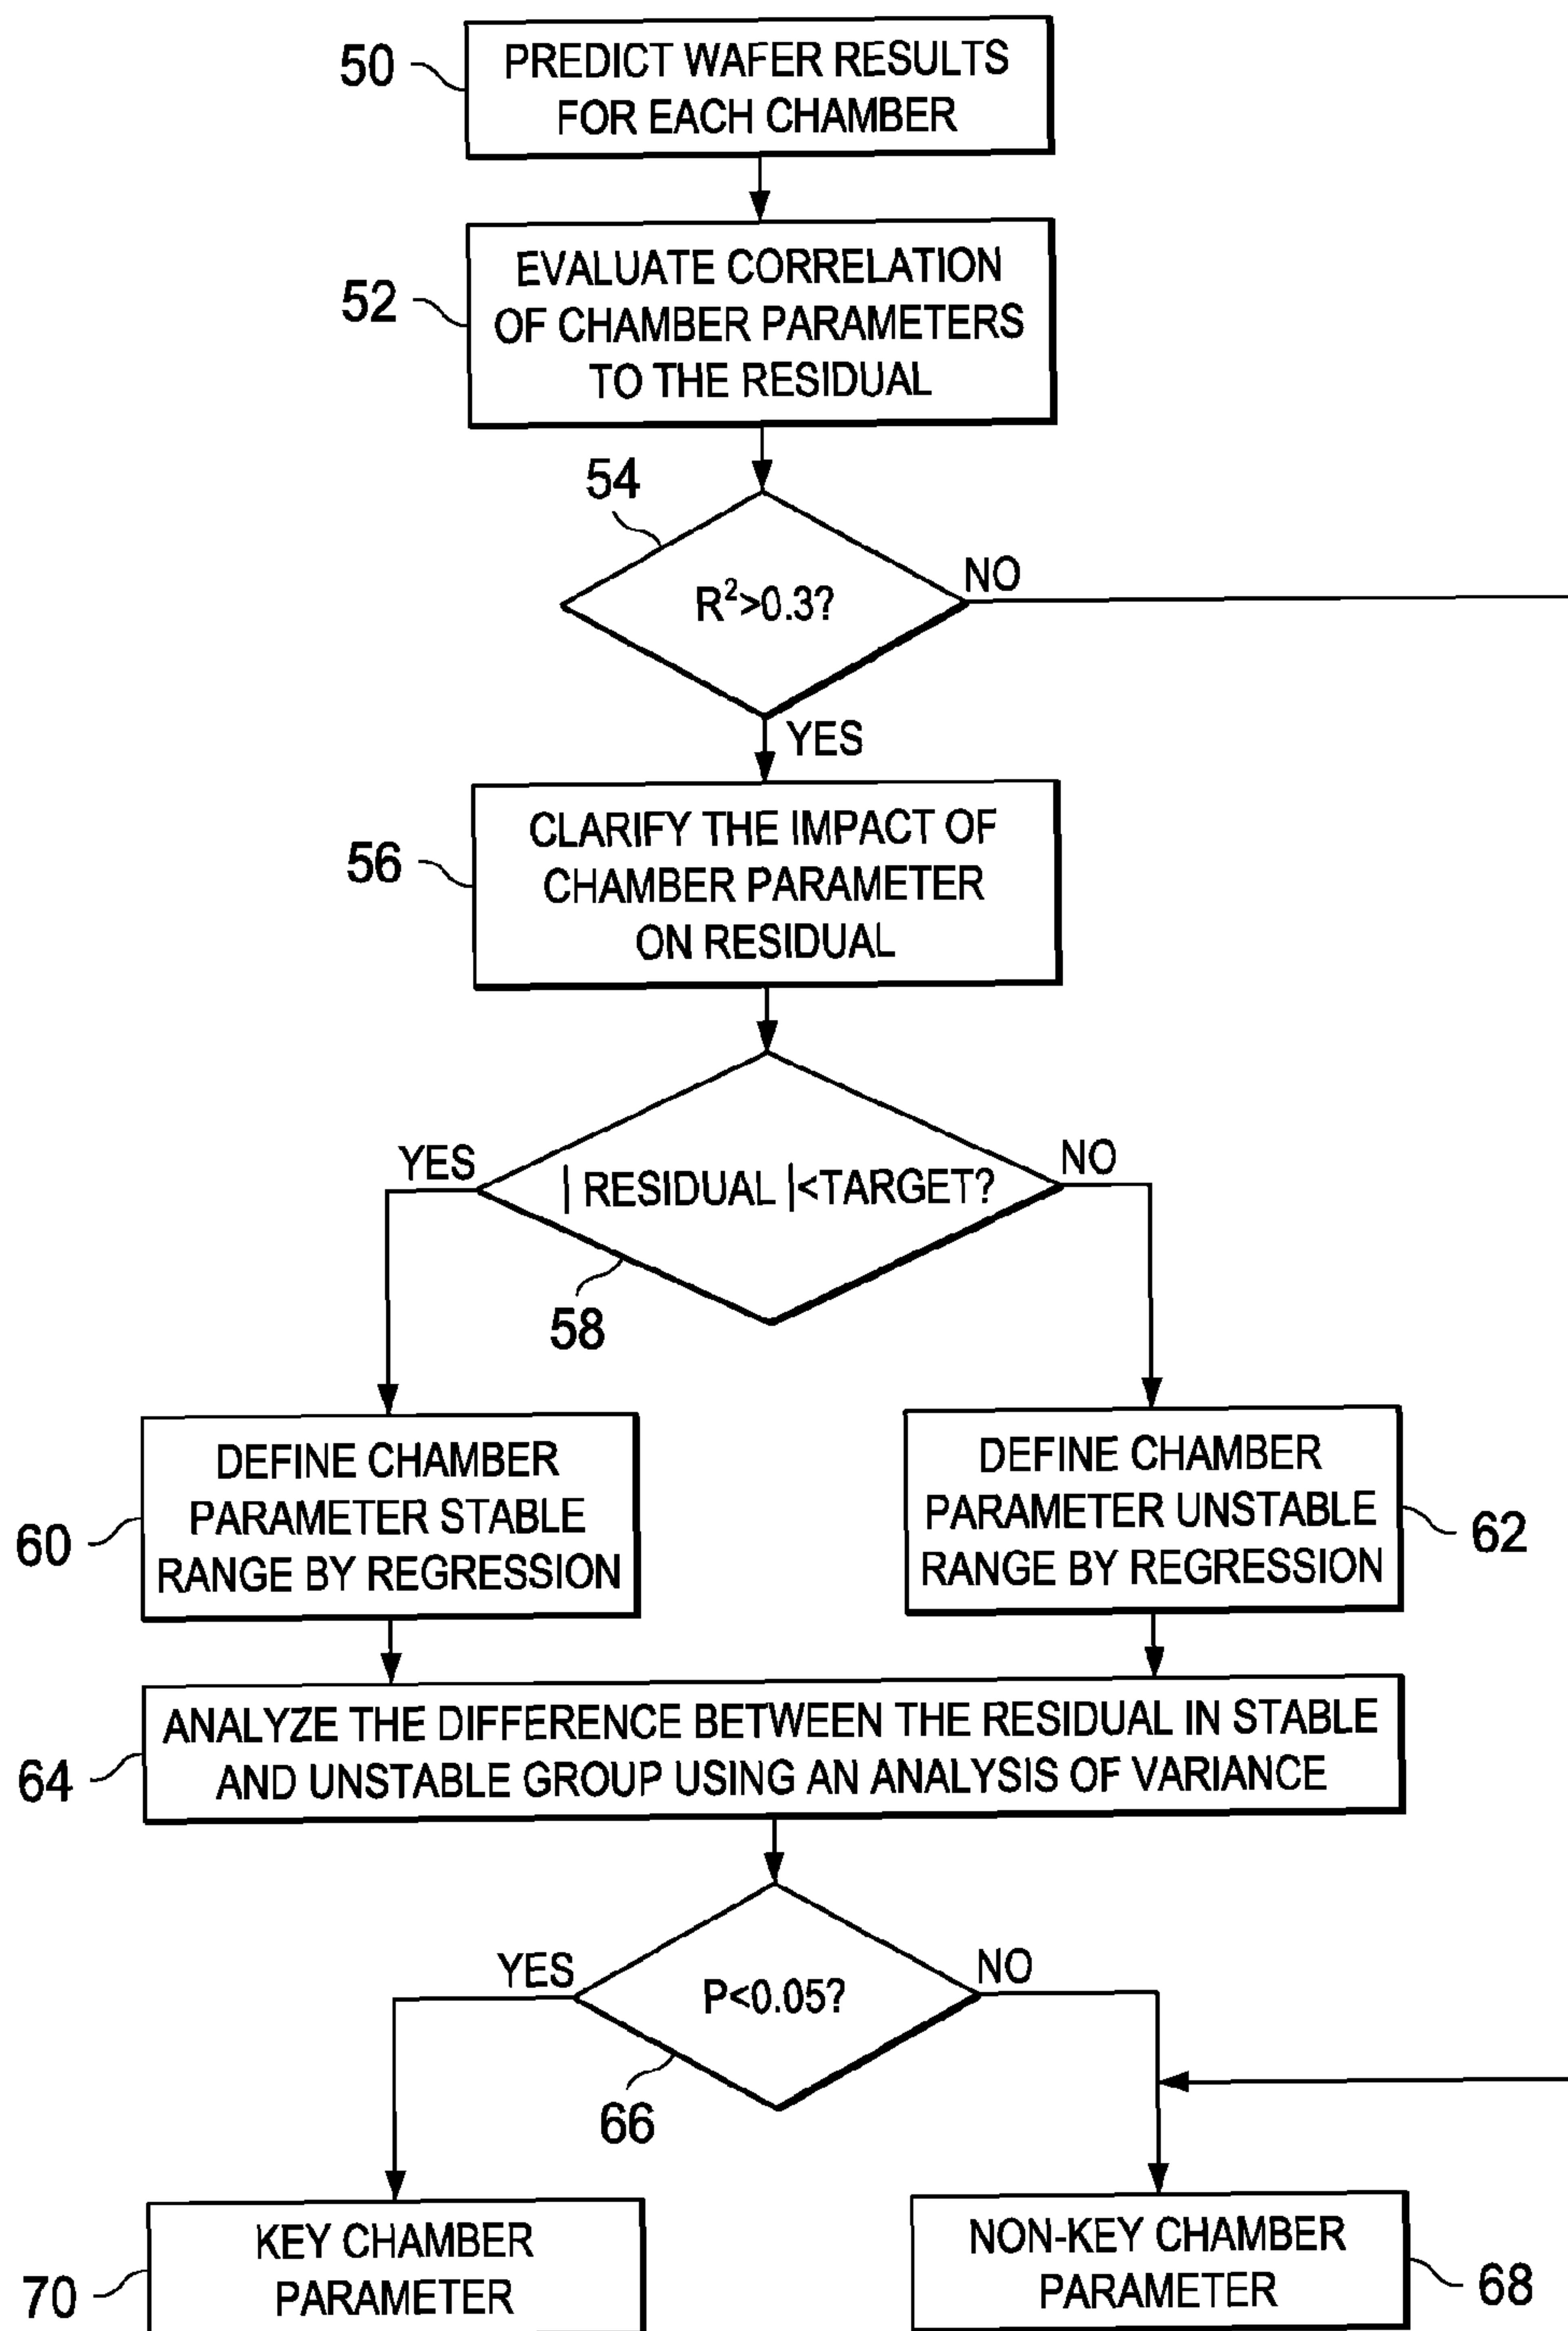 50
PREDICT WAFER RESULTS
FOR EACH CHAMBER
52
EVALUATE CORRELATION
OF CHAMBER PARAMETERS
TO THE RESIDUAL
54
R²>0.3?
NO
YES
56
CLARIFY THE IMPACT OF
CHAMBER PARAMETER
ON RESIDUAL
YES
| RESIDUAL |<TARGET?
NO
58
60
DEFINE CHAMBER
PARAMETER STABLE
RANGE BY REGRESSION
DEFINE CHAMBER
PARAMETER UNSTABLE
RANGE BY REGRESSION
62
64
ANALYZE THE DIFFERENCE BETWEEN THE RESIDUAL IN STABLE
AND UNSTABLE GROUP USING AN ANALYSIS OF VARIANCE
YES
P<0.05?
NO
66
70
KEY CHAMBER
PARAMETER
NON-KEY CHAMBER
PARAMETER
68